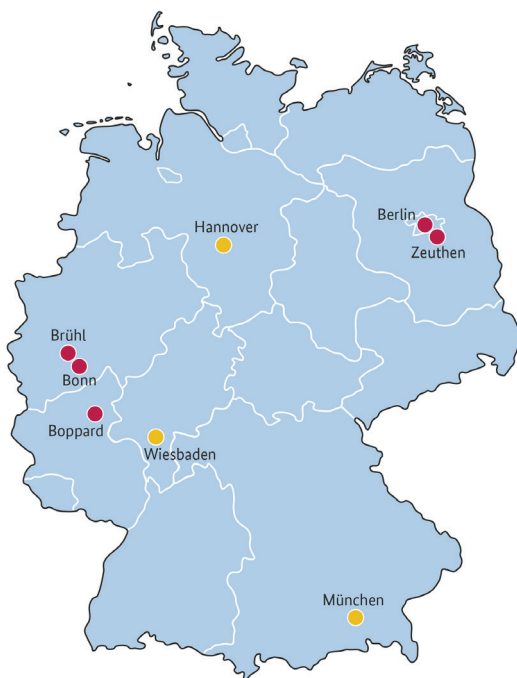 Berlin
Hannover
Zeuthen
Brühl
Bonn
Boppard
Wiesbaden
München